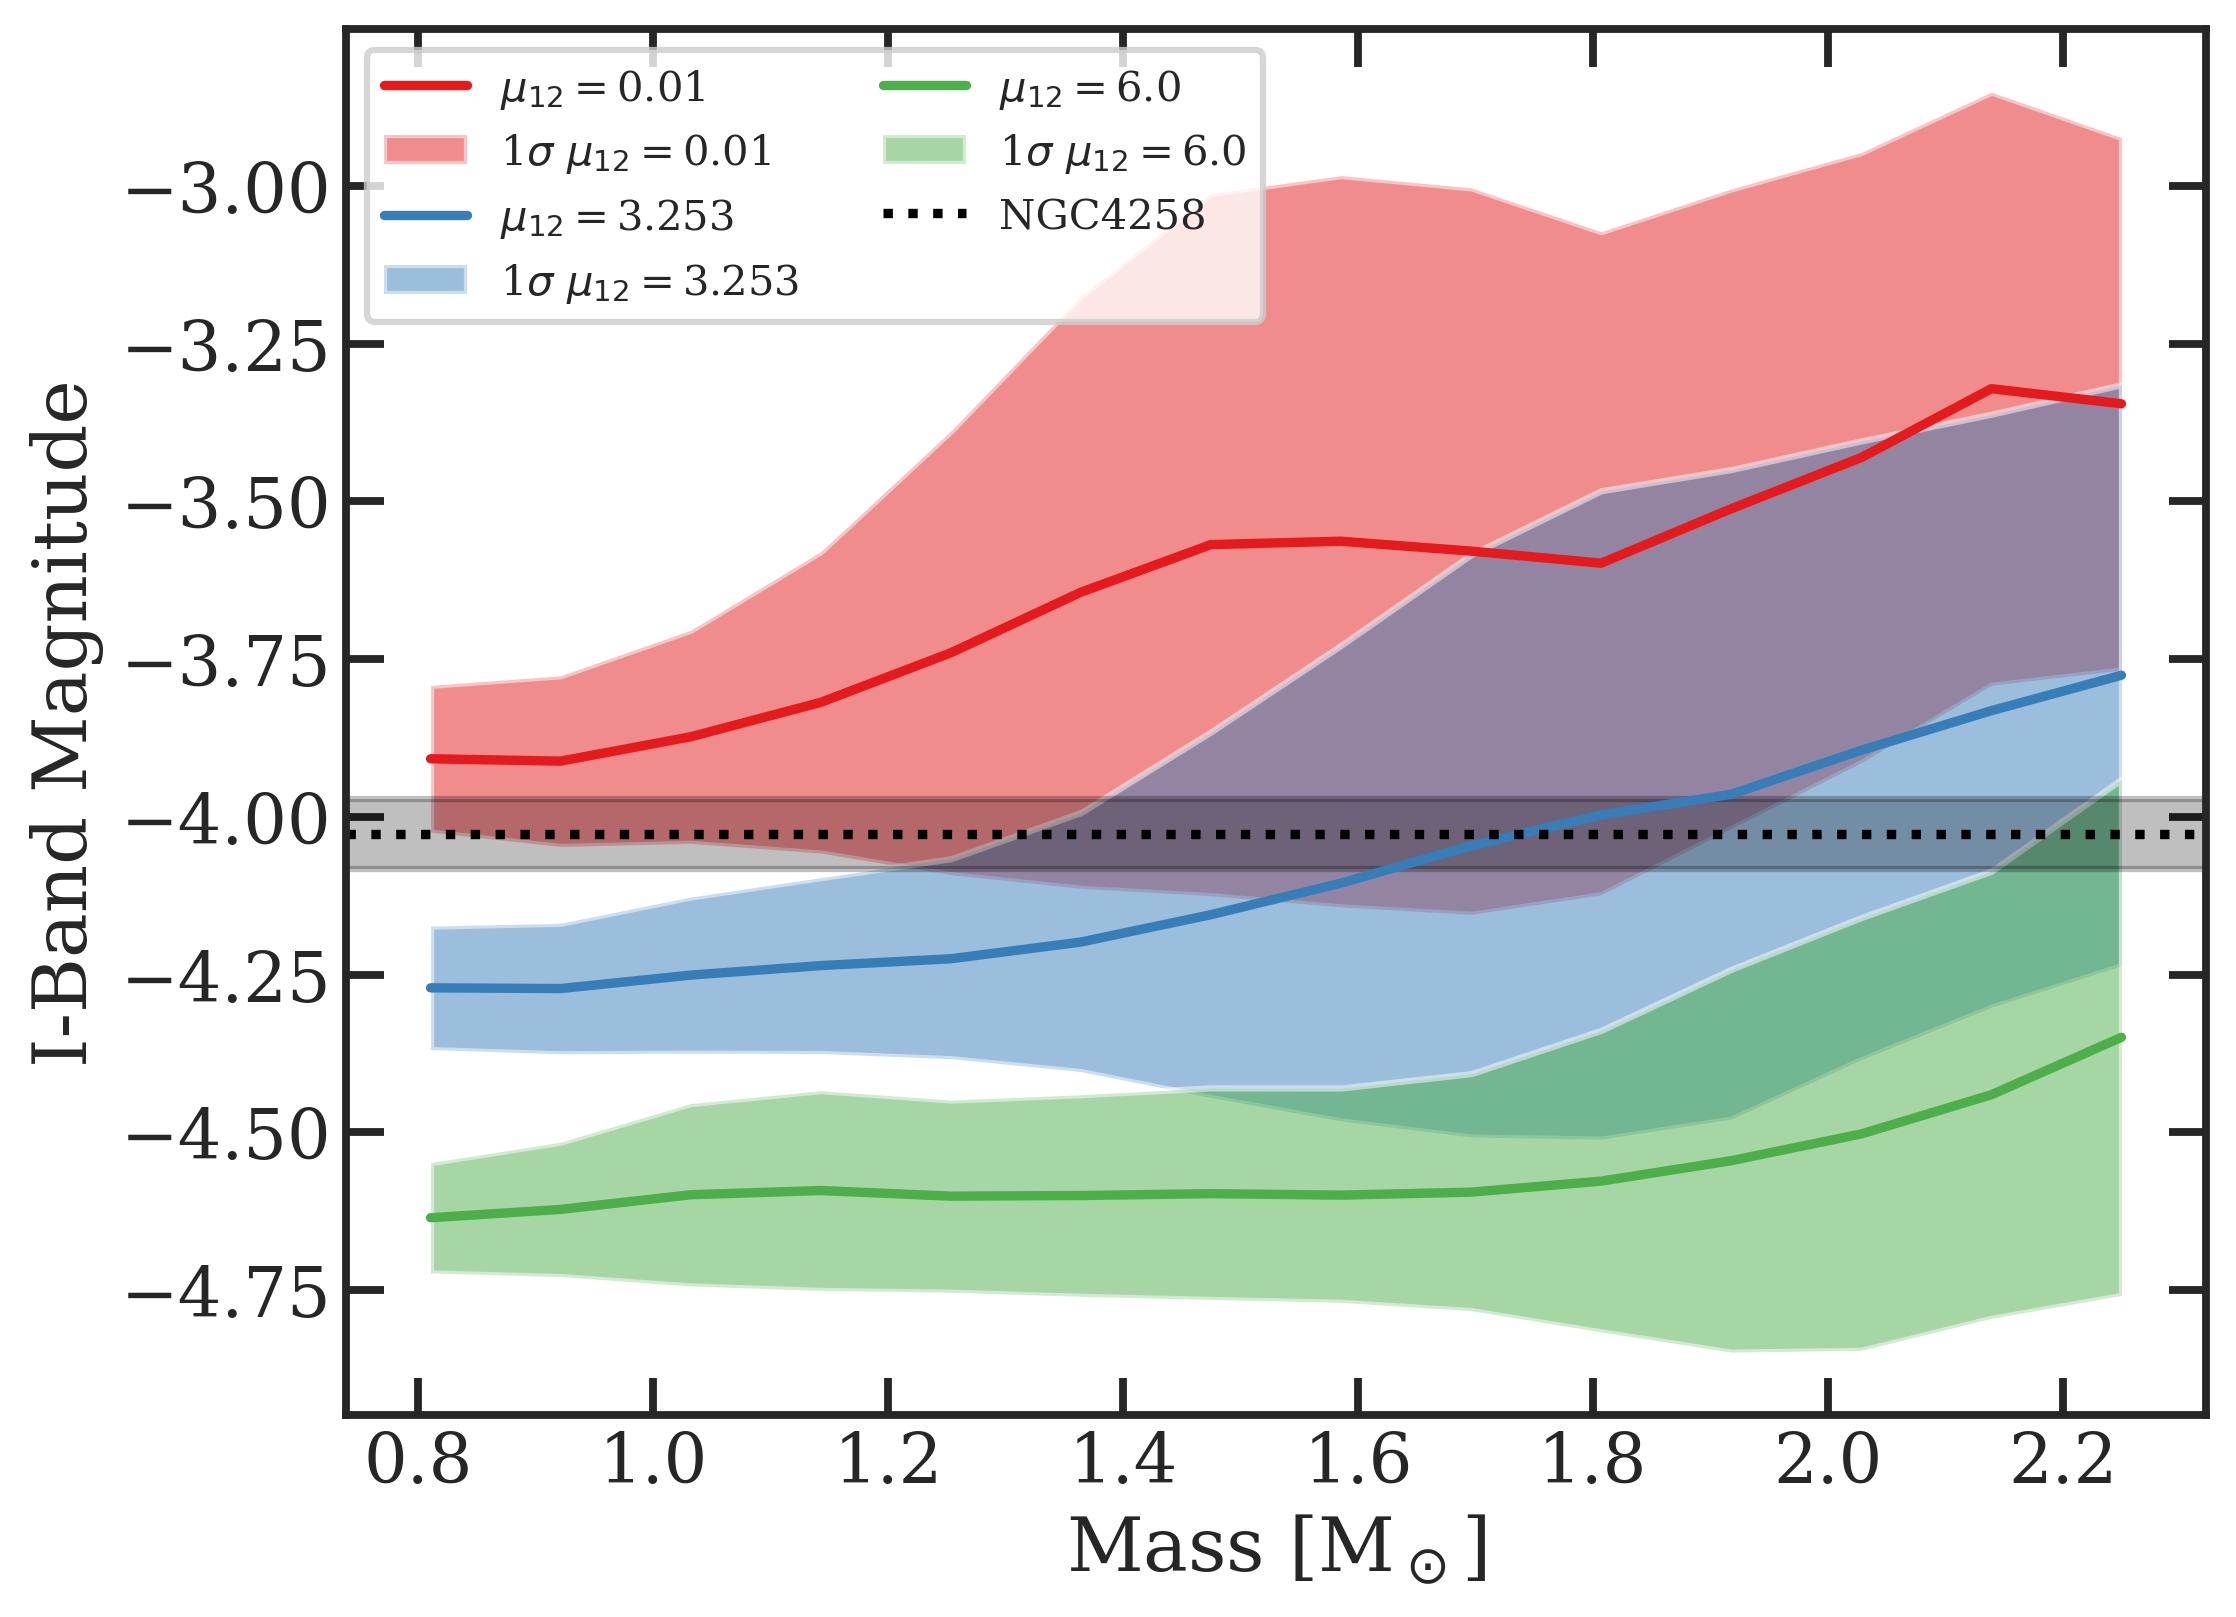 μ₁₂ = 0.01
1σ μ₁₂ = 0.01
μ₁₂ = 3.253
1σ μ₁₂ = 3.253
μ₁₂ = 6.0
1σ μ₁₂ = 6.0
NGC4258
I-Band Magnitude
−3.00
−3.25
−3.50
−3.75
−4.00
−4.25
−4.50
−4.75
0.8 1.0 1.2 1.4 1.6 1.8 2.0 2.2
Mass [M⊙]